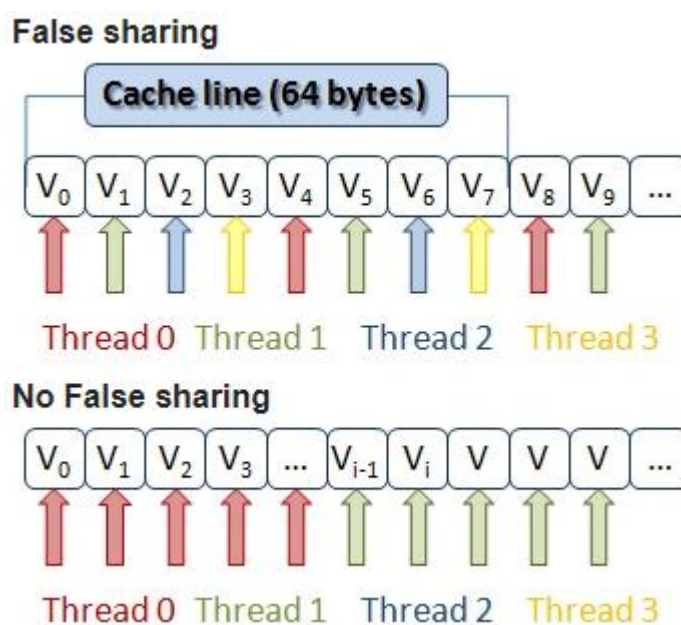 False sharing
Cache line (64 bytes)
V₀ V₁ V₂ V₃ V₄ V₅ V₆ V₇ V₈ V₉ ...
Thread 0 Thread 1 Thread 2 Thread 3
No False sharing
V₀ V₁ V₂ V₃ ... Vᵢ₋₁ Vᵢ V V V ...
Thread 0 Thread 1 Thread 2 Thread 3